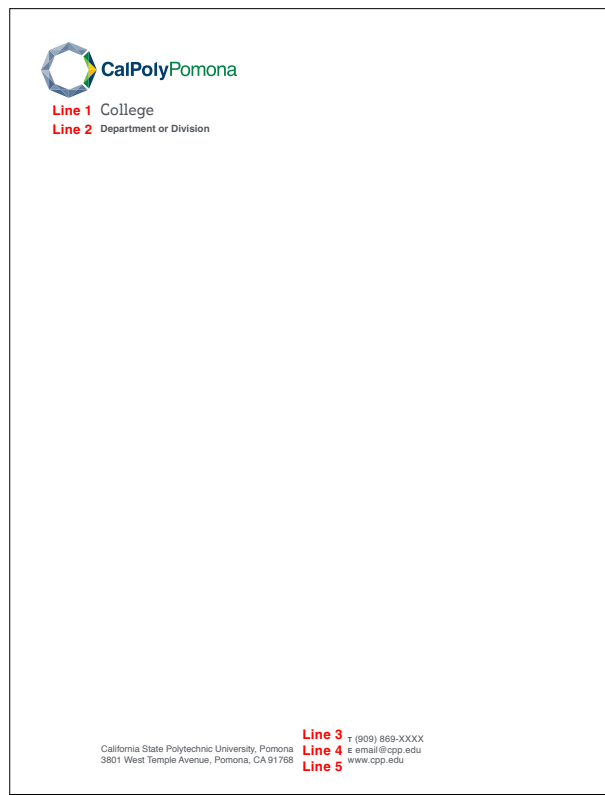 CalPolyPomona
Line 1 College
Line 2 Department or Division
Line 3 T (909) 869-XXXX
California State Polytechnic University, Pomona Line 4 E email@cpp.edu
3801 West Temple Avenue, Pomona, CA 91768 Line 5 www.cpp.edu